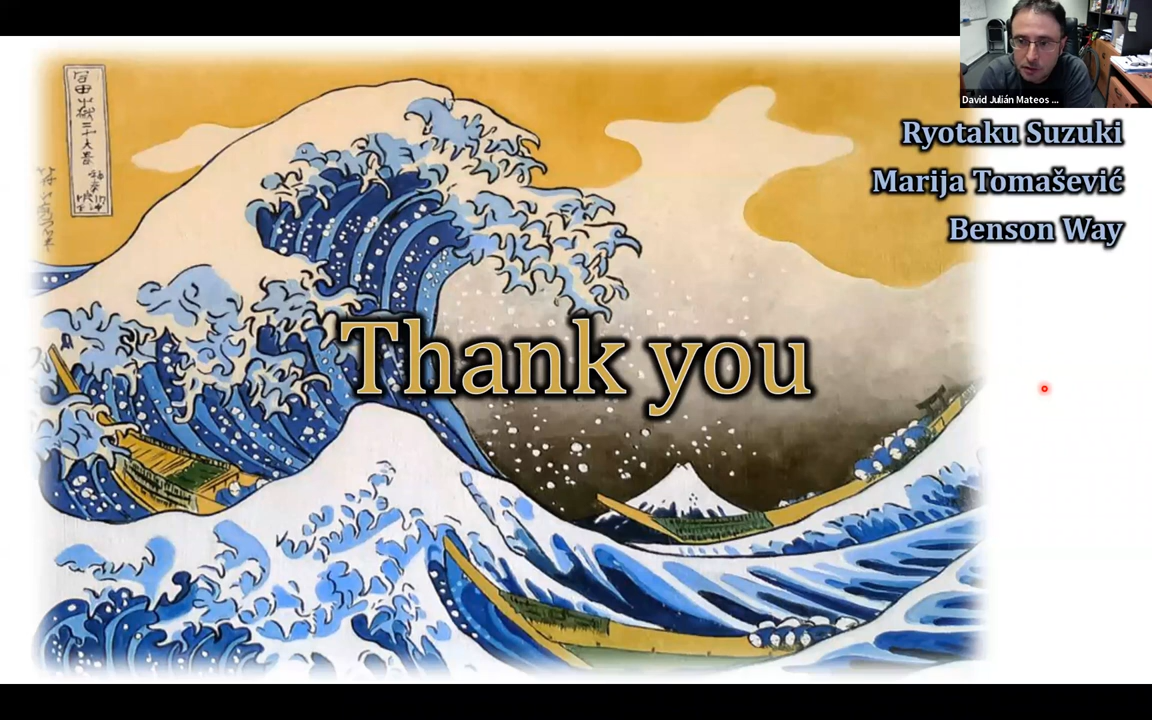 David Julián Mateos ...
Ryotaku Suzuki
Marija Tomašević
Benson Way
Thank you